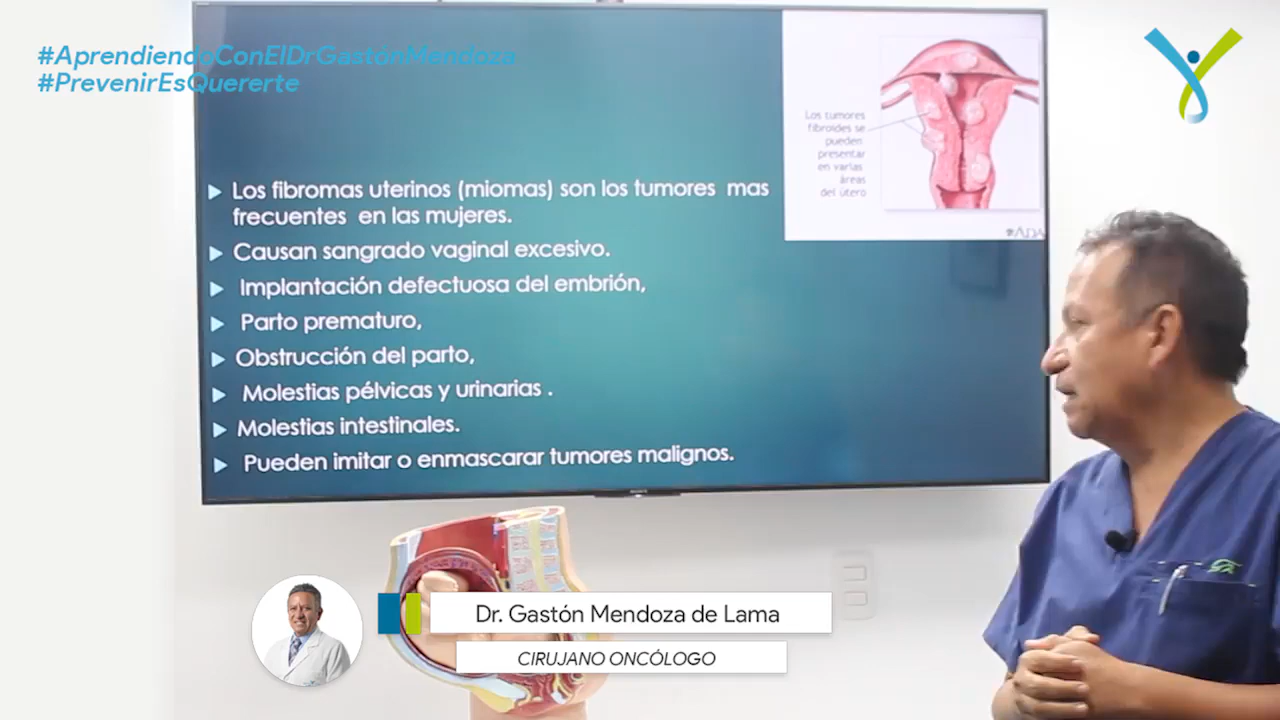 #AprendiendoConElDrGastónMendoza
#PrevenirEsQuererte
Los tumores
fibroides se
pueden
presentar
en varias
áreas
del útero
ADA
Los fibromas uterinos (miomas) son los tumores mas
frecuentes en las mujeres.
Causan sangrado vaginal excesivo.
Implantación defectuosa del embrión,
Parto prematuro,
Obstrucción del parto,
Molestias pélvicas y urinarias .
Molestias intestinales.
Pueden imitar o enmascarar tumores malignos.
Dr. Gastón Mendoza de Lama
CIRUJANO ONCÓLOGO